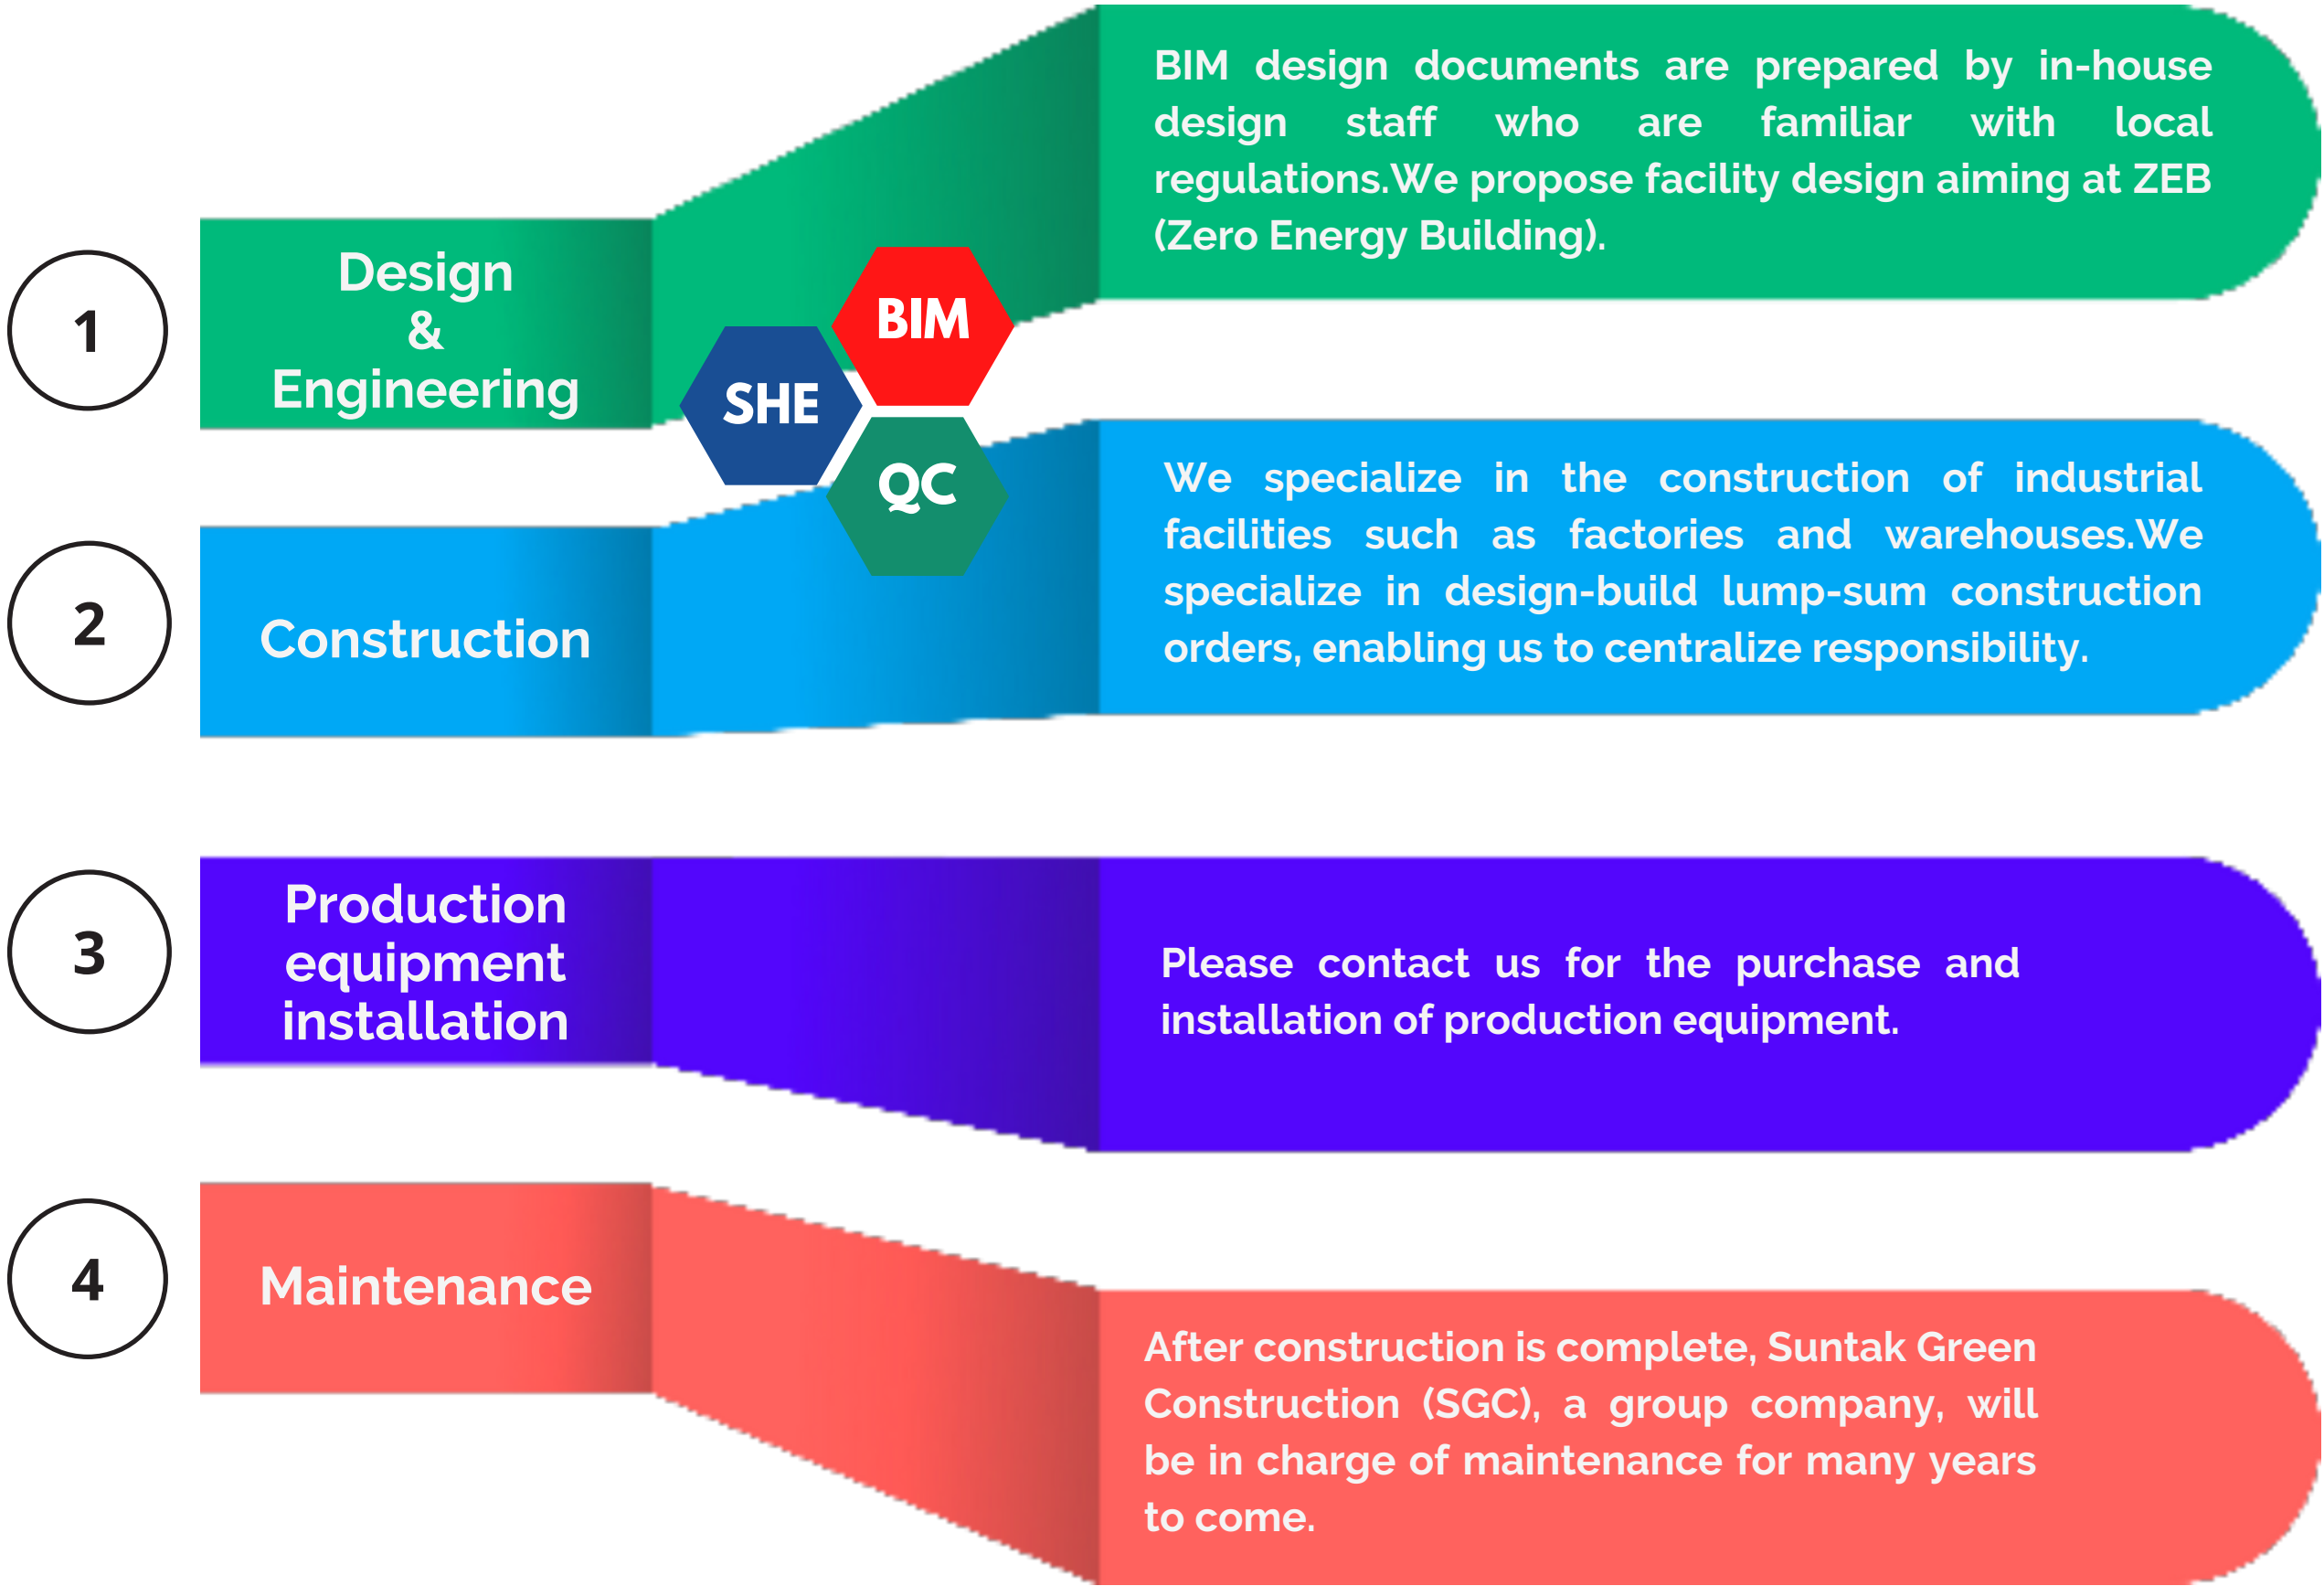 1
Design
&
Engineering
BIM design documents are prepared by in-house
design staff who are familiar with local
regulations.We propose facility design aiming at ZEB
(Zero Energy Building).
BIM
SHE
QC
2
Construction
We specialize in the construction of industrial
facilities such as factories and warehouses.We
specialize in design-build lump-sum construction
orders, enabling us to centralize responsibility.
3
Production
equipment
installation
Please contact us for the purchase and
installation of production equipment.
4
Maintenance
After construction is complete, Suntak Green
Construction (SGC), a group company, will
be in charge of maintenance for many years
to come.